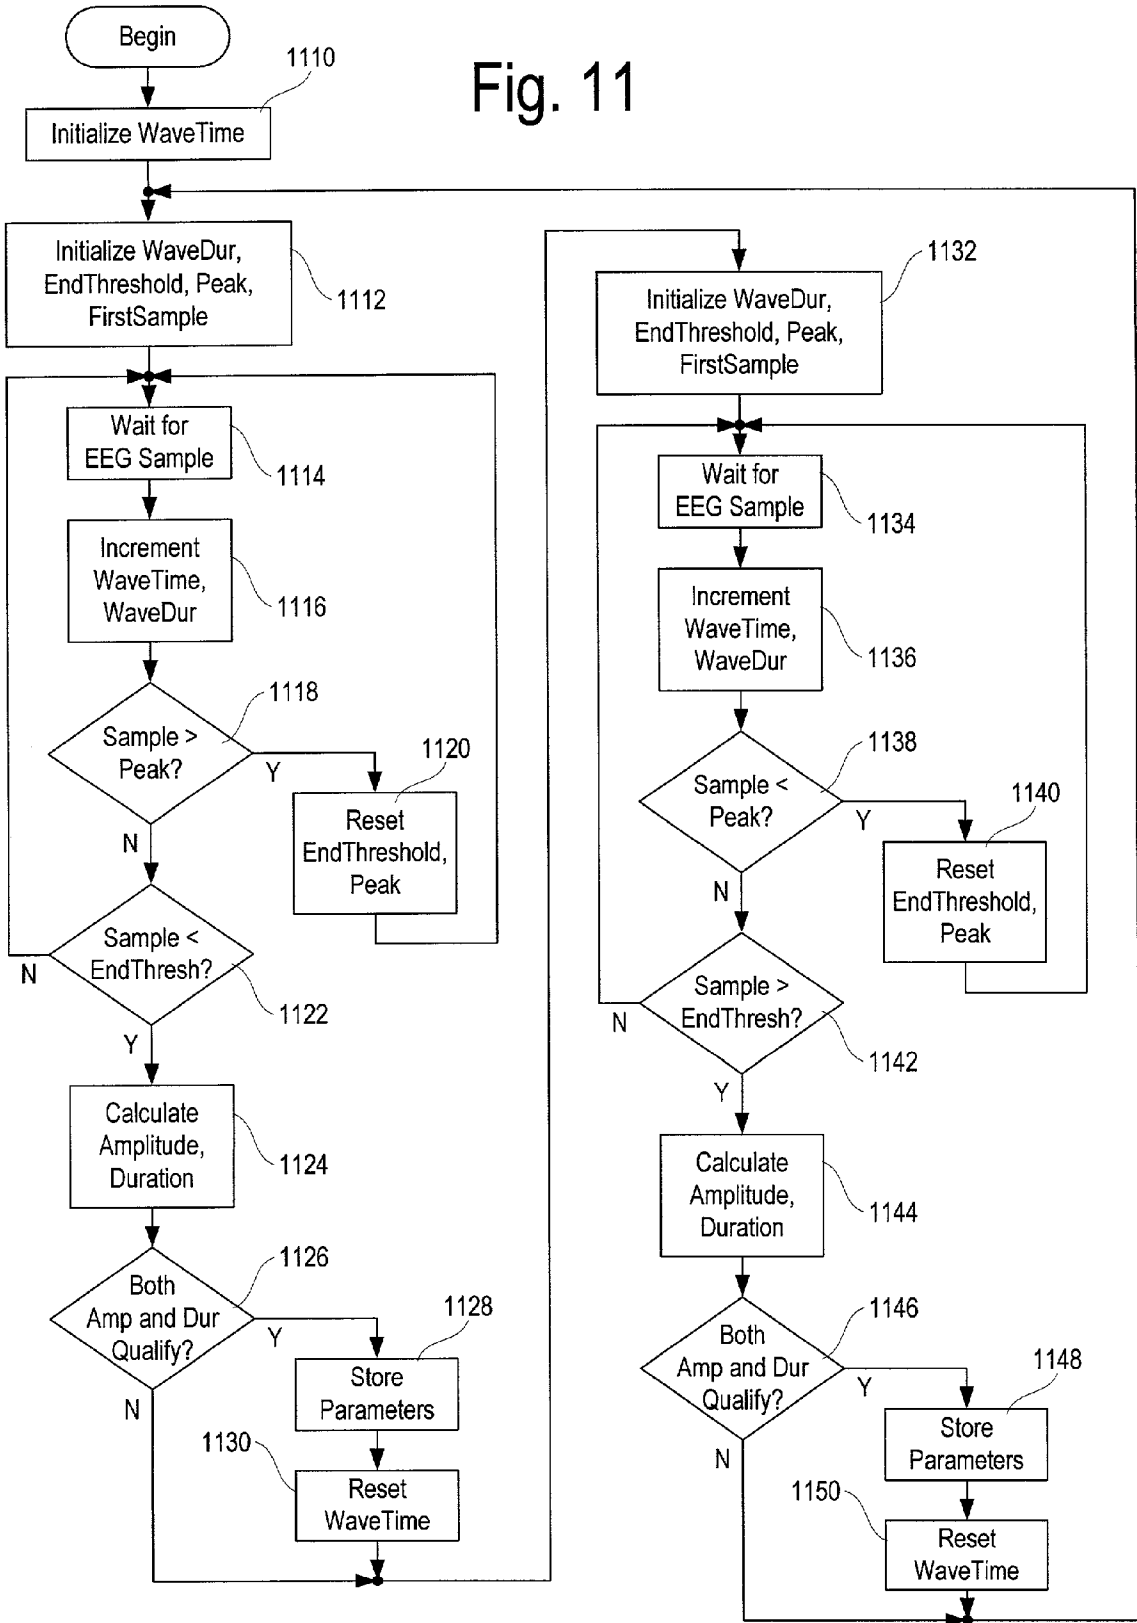 Fig. 11
Begin
1110
Initialize WaveTime
Initialize WaveDur,
EndThreshold, Peak,
FirstSample
1112
Wait for
EEG Sample
1114
Increment
WaveTime,
WaveDur
1116
Sample >
Peak?
1118
Y
N
1120
Reset
EndThreshold,
Peak
Sample <
EndThresh?
1122
N
Y
Calculate
Amplitude,
Duration
1124
Both
Amp and Dur
Qualify?
1126
Y
N
1128
Store
Parameters
1130
Reset
WaveTime
1132
Initialize WaveDur,
EndThreshold, Peak,
FirstSample
Wait for
EEG Sample
1134
Increment
WaveTime,
WaveDur
1136
Sample <
Peak?
1138
Y
N
1140
Reset
EndThreshold,
Peak
Sample >
EndThresh?
1142
N
Y
Calculate
Amplitude,
Duration
1144
Both
Amp and Dur
Qualify?
1146
Y
N
1148
Store
Parameters
1150
Reset
WaveTime